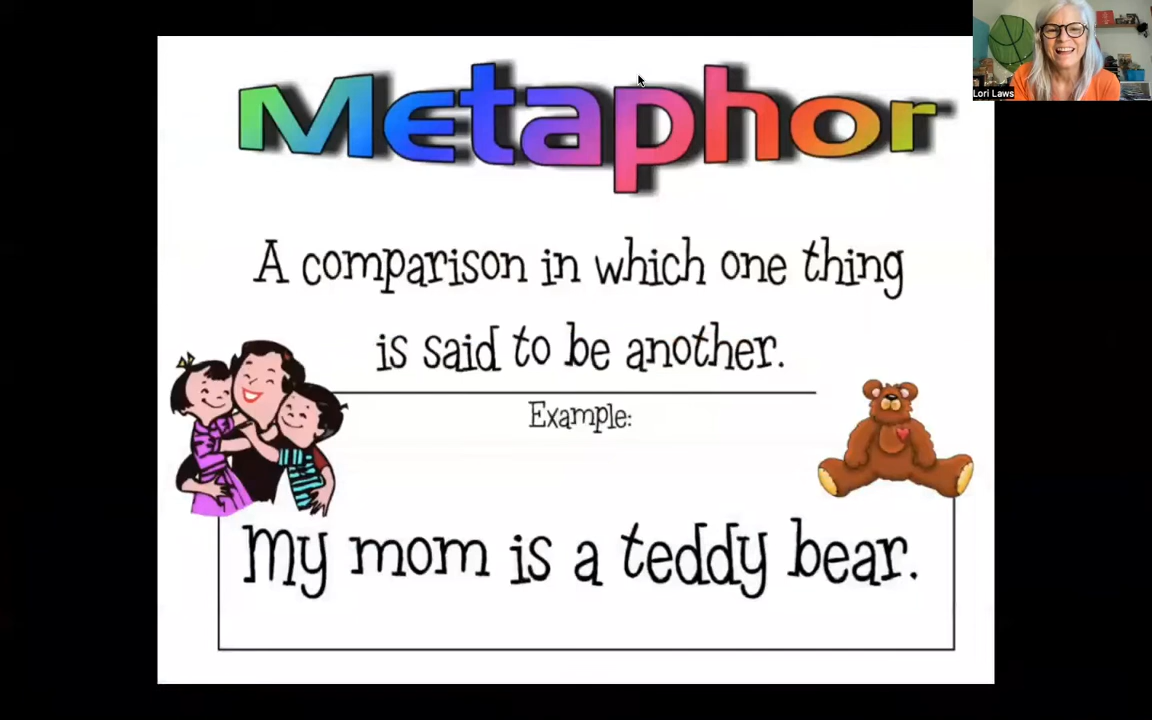 Metaphor
Lori Laws
A comparison in which one thing
is said to be another.
Example:
My mom is a teddy bear.